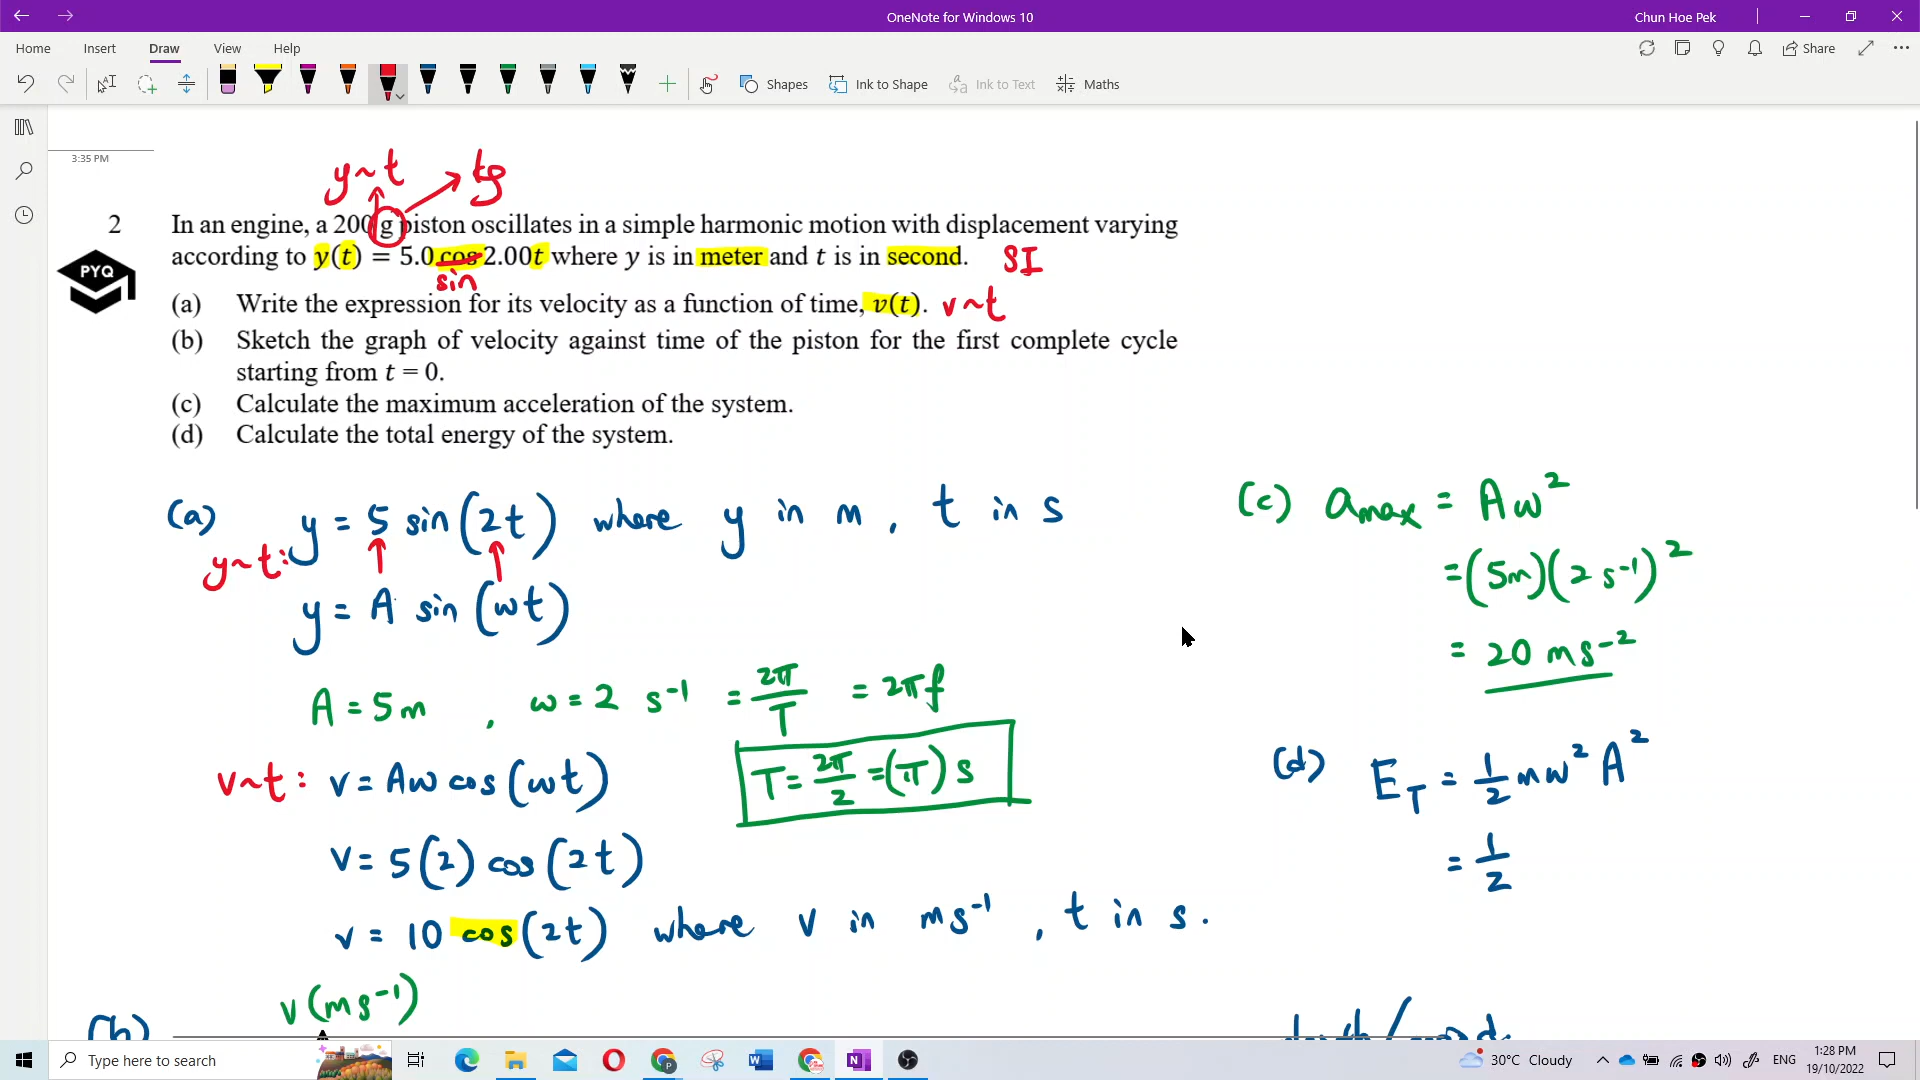 OneNote for Windows 10
Chun Hoe Pek
Home Insert Draw View Help
Share
Shapes Ink to Shape Ink to Text Maths
3:35 PM
y~t kg
2 In an engine, a 200 g piston oscillates in a simple harmonic motion with displacement varying
PYQ
according to y(t) = 5.0 cos 2.00t where y is in meter and t is in second. SI
sin
(a) Write the expression for its velocity as a function of time, v(t). v~t
(b) Sketch the graph of velocity against time of the piston for the first complete cycle
starting from t = 0.
(c) Calculate the maximum acceleration of the system.
(d) Calculate the total energy of the system.
(a) y = 5 sin (2t) where y in m, t in s
y~t:
y = A sin (ωt)
A = 5m, ω = 2 s⁻¹ = 2π/T = 2πf
T = 2π/2 = (π) s
v~t: v = Aω cos (ωt)
v = 5(2) cos (2t)
v = 10 cos (2t) where v in ms⁻¹, t in s.
v (ms⁻¹)
(b)
(c) amax = Aω²
= (5m)(2 s⁻¹)²
= 20 ms⁻²
(d) E_T = 1/2 mω²A²
= 1/2
Type here to search
30°C Cloudy
ENG
1:28 PM
19/10/2022